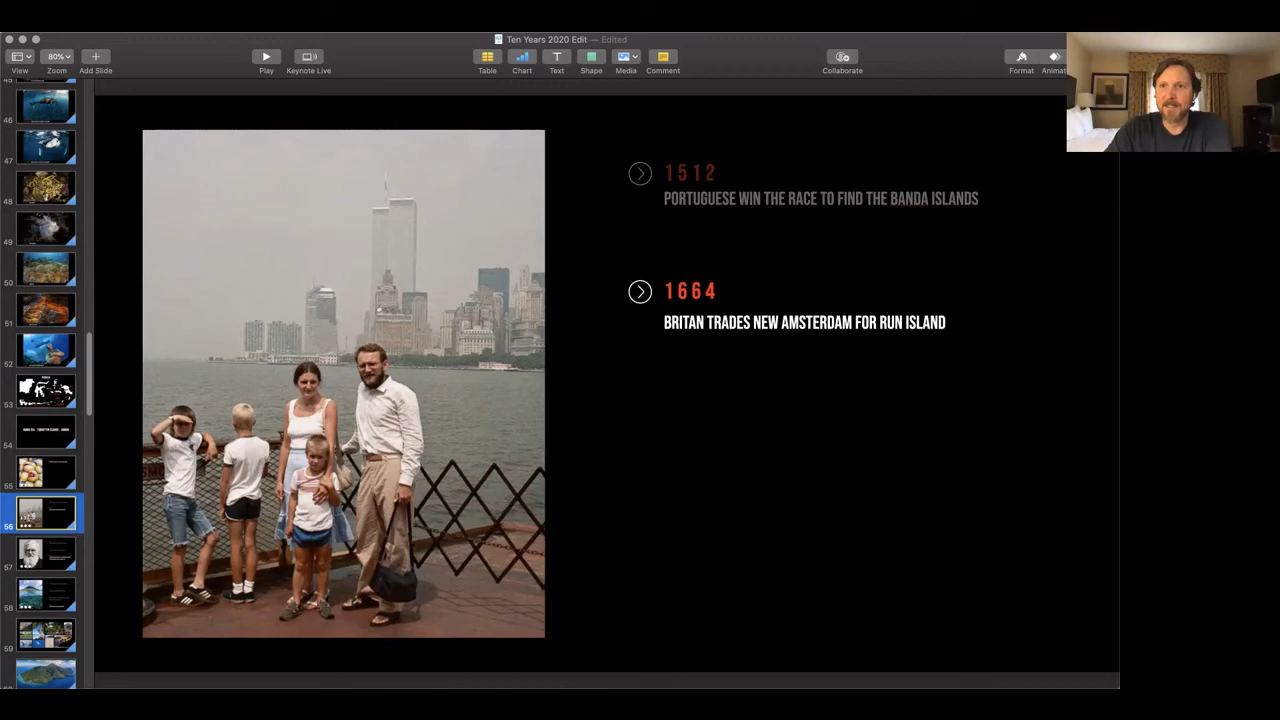 Ten Years 2020 Edit — Edited
80%
View Zoom Add Slide
Play Keynote Live
Table Chart Text Shape Media Comment
Collaborate
Format Animat
45
46
47
48
49
50
51
52
53
54
55
56
57
58
59
1512
PORTUGUESE WIN THE RACE TO FIND THE BANDA ISLANDS
1664
BRITAN TRADES NEW AMSTERDAM FOR RUN ISLAND